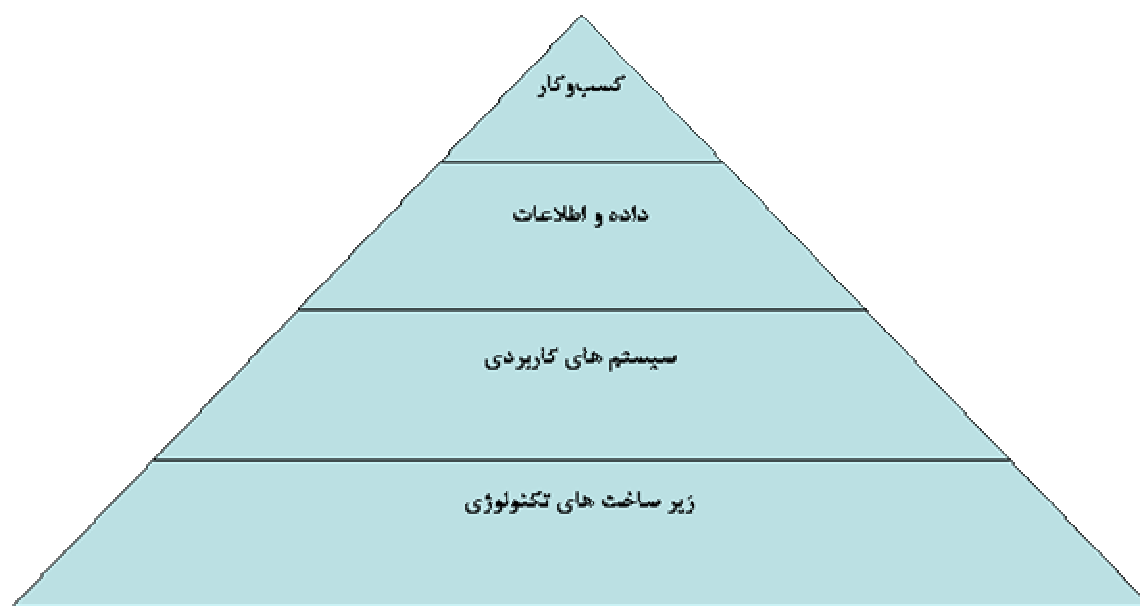 کسب‌وکار
داده و اطلاعات
سیستم های کاربردی
زیر ساخت های تکنولوژی